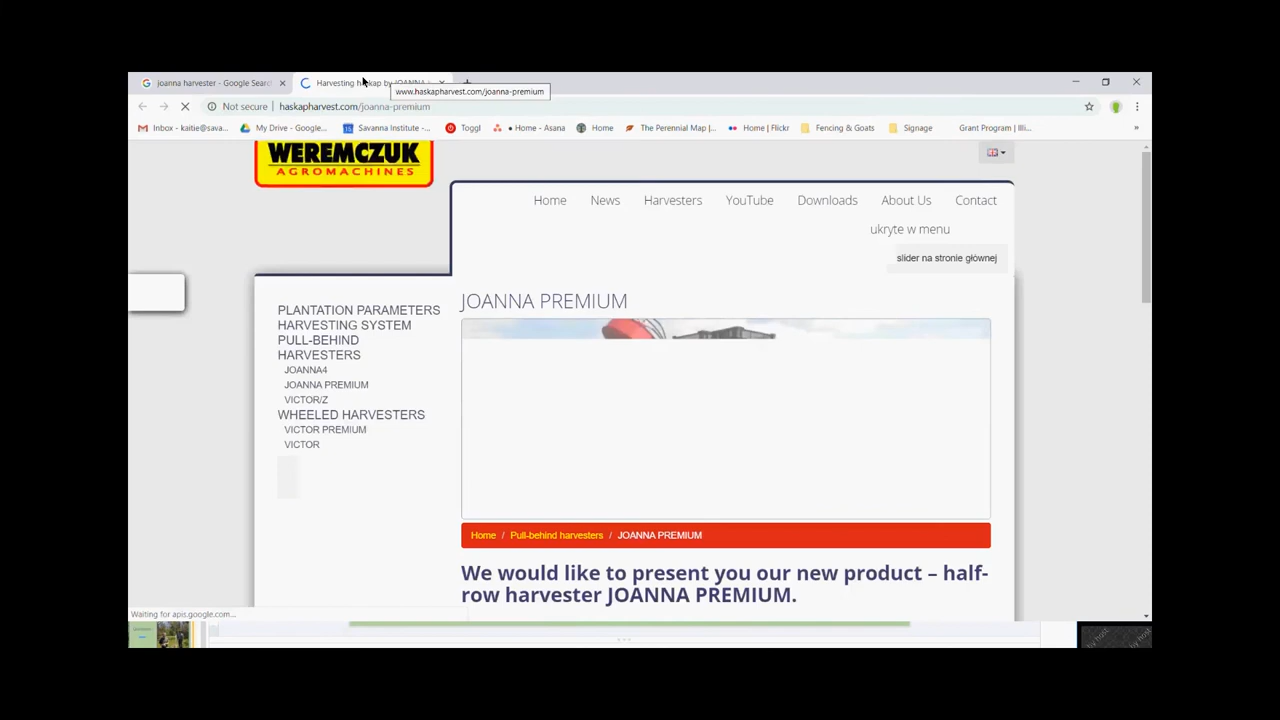 joanna harvester - Google Searc
Harvesting haskap by JOANNA
www.haskapharvest.com/joanna-premium
Not secure | haskapharvest.com/joanna-premium
Inbox - kaitie@sava...
My Drive - Google...
Savanna Institute -...
Toggl
• Home - Asana
Home
The Perennial Map |...
Home | Flickr
Fencing & Goats
Signage
Grant Program | Illi...
WEREMCZUK
AGROMACHINES
Home
News
Harvesters
YouTube
Downloads
About Us
Contact
ukryte w menu
slider na stronie głównej
PLANTATION PARAMETERS
HARVESTING SYSTEM
PULL-BEHIND
HARVESTERS
JOANNA4
JOANNA PREMIUM
VICTOR/Z
WHEELED HARVESTERS
VICTOR PREMIUM
VICTOR
JOANNA PREMIUM
Home / Pull-behind harvesters / JOANNA PREMIUM
We would like to present you our new product – half-
row harvester JOANNA PREMIUM.
Waiting for apis.google.com...